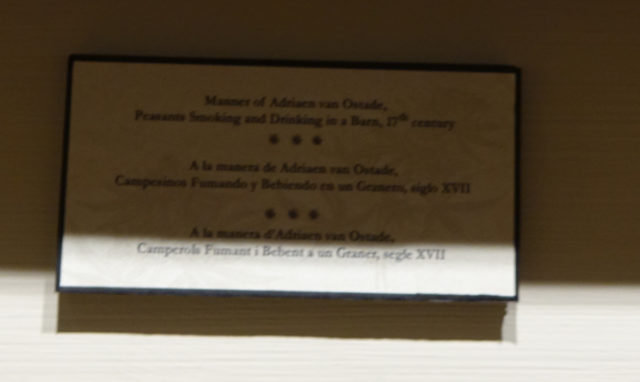 Manner of Adriaen van Ostade,
Peasants Smoking and Drinking in a Barn, 17th century
A la manera de Adriaen van Ostade,
Campesinos Fumando y Bebiendo en un Granero, siglo XVII
A la manera d'Adriaen van Ostade,
Camperols Fumant i Bebent a un Graner, segle XVII